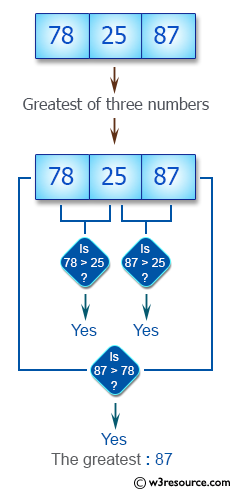 78 25 87
Greatest of three numbers
78 25 87
Is
78 > 25
?
Is
87 > 25
?
Yes
Yes
Is
87 > 78
?
Yes
The greatest : 87
© w3resource.com